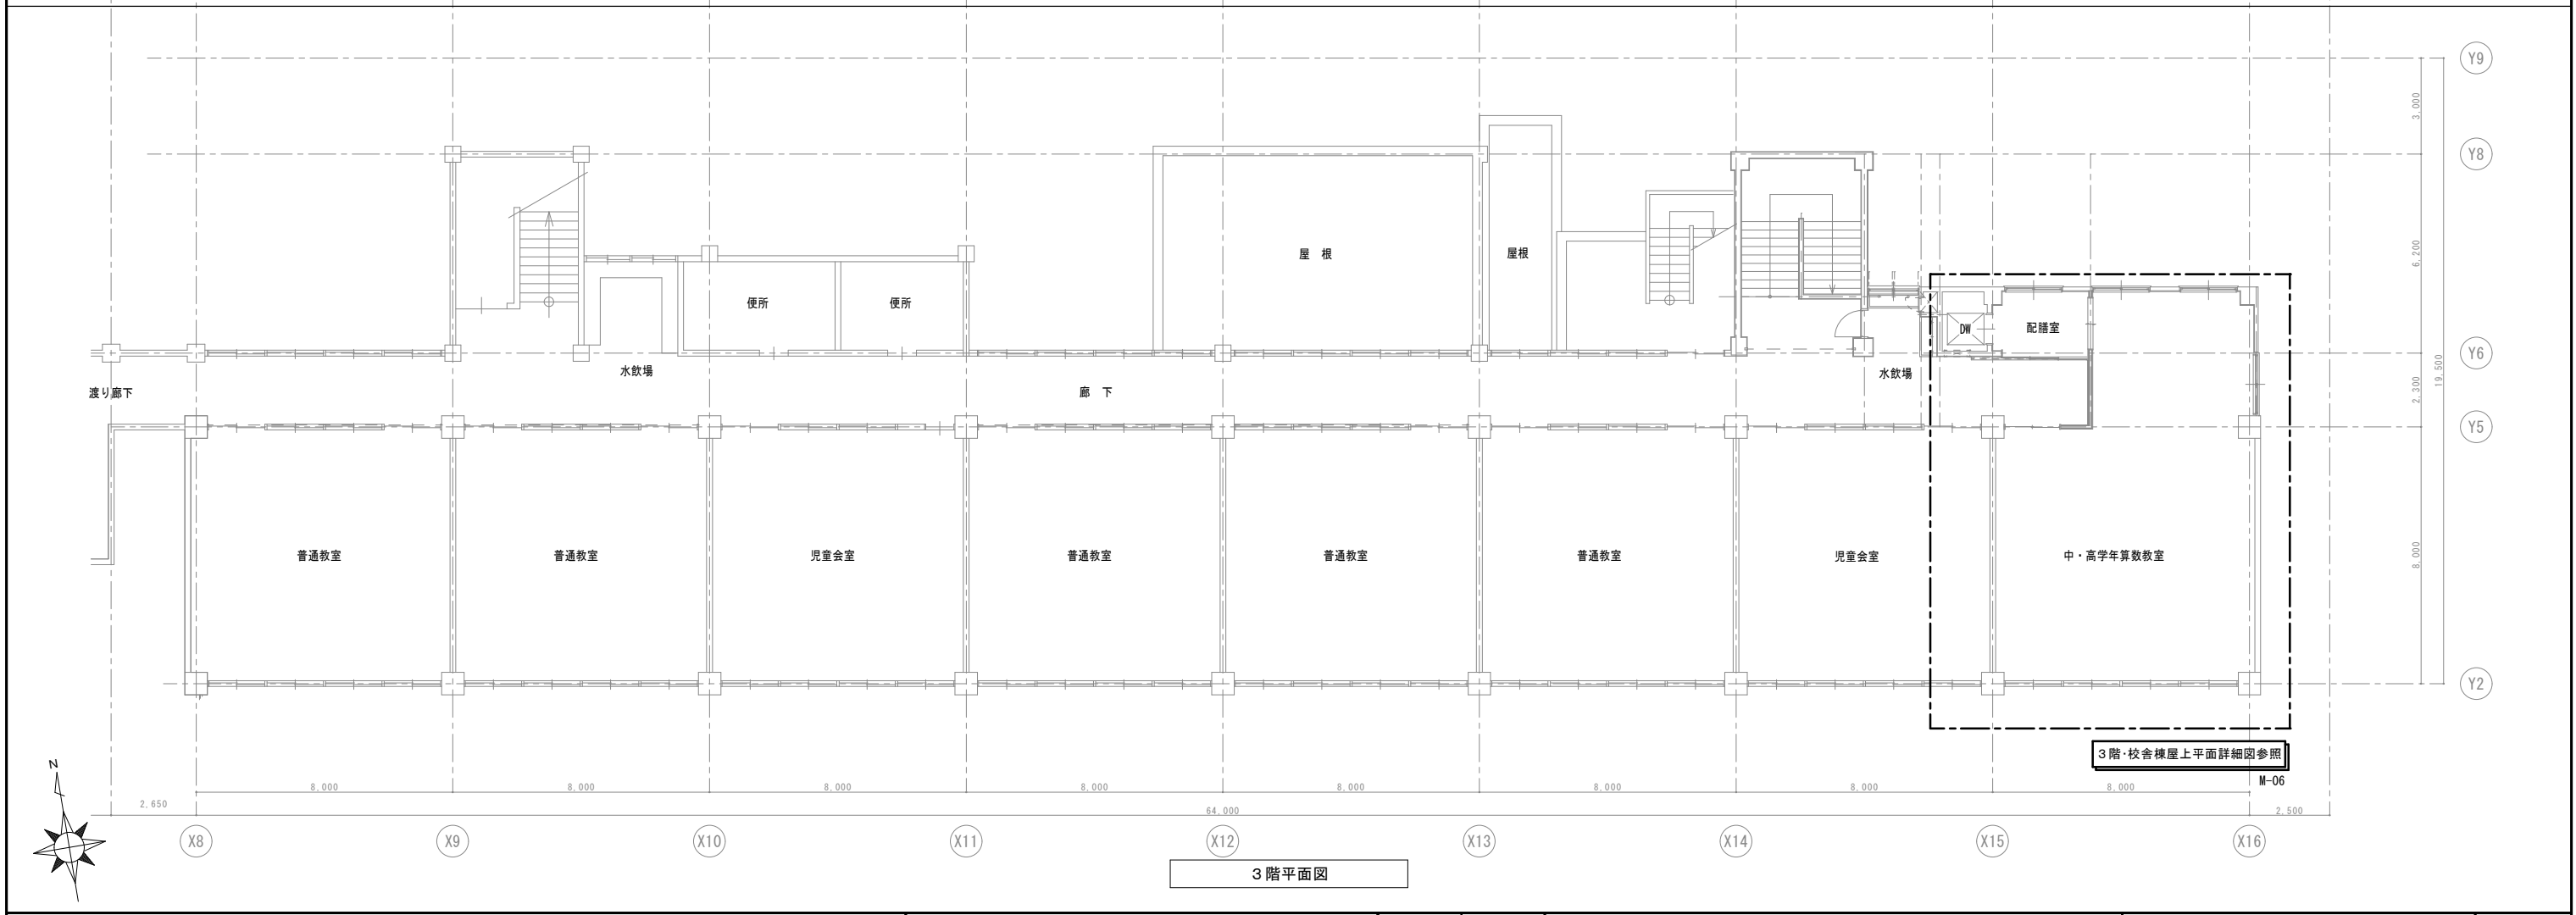 Y9
3,000
Y8
屋　根
屋根
6,200
便所
便所
DW
配膳室
Y6
水飲場
水飲場
19,500
渡り廊下
廊　下
2,300
Y5
普通教室
普通教室
児童会室
普通教室
普通教室
普通教室
児童会室
中・高学年算数教室
8,000
Y2
3階・校舎棟屋上平面詳細図参照
M-06
N
8,000
8,000
8,000
8,000
8,000
8,000
8,000
8,000
2,650
64,000
2,500
X8
X9
X10
X11
X12
X13
X14
X15
X16
3階平面図